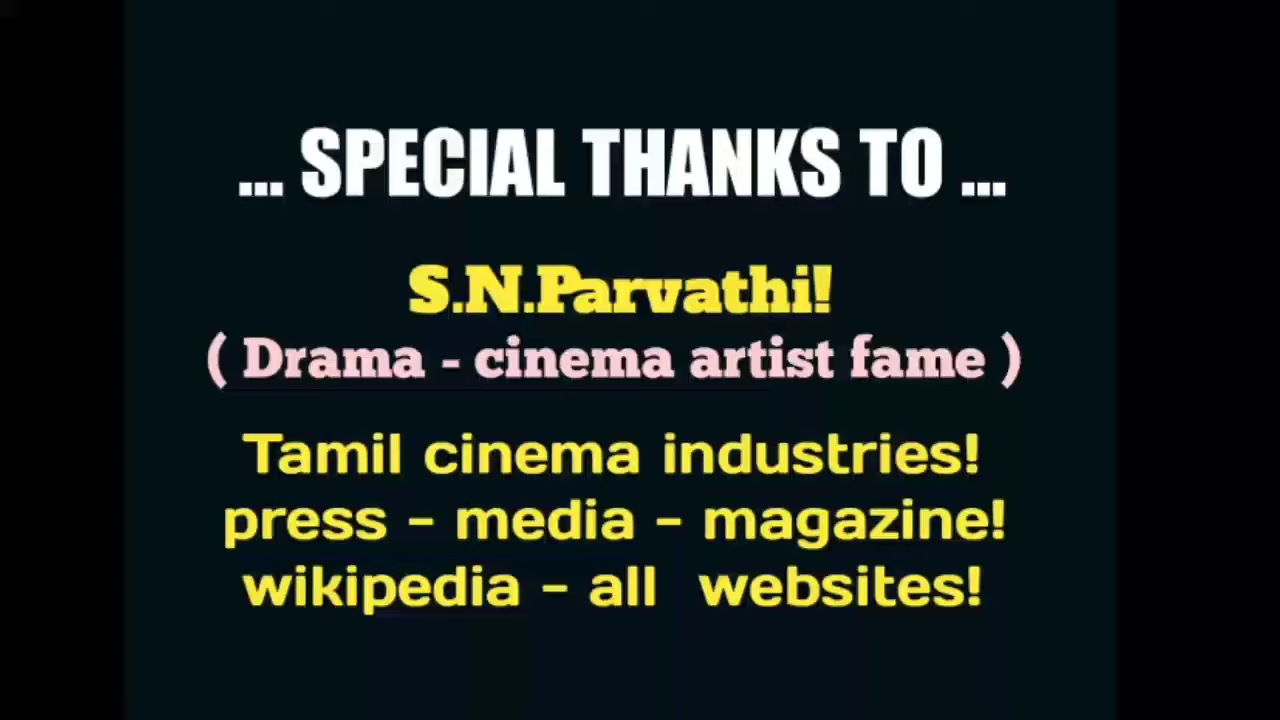 ... SPECIAL THANKS TO ...
S.N.Parvathi!
( Drama - cinema artist fame )
Tamil cinema industries!
press - media - magazine!
wikipedia - all websites!